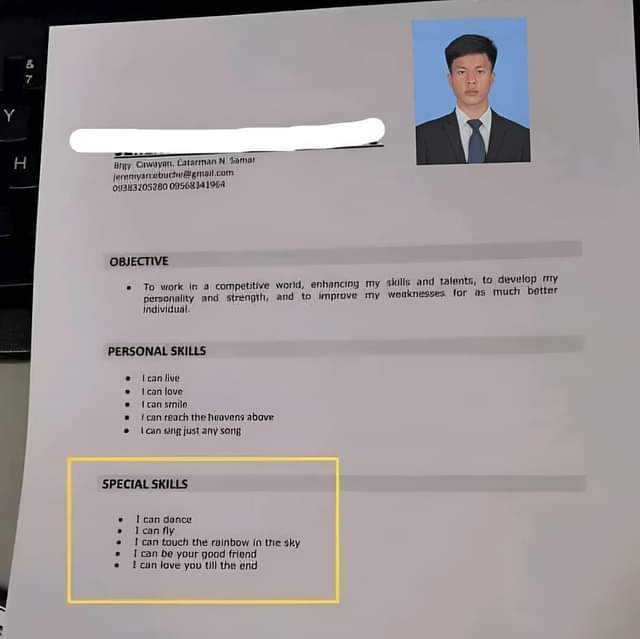 &
7
Y
H
Brgy. Cawayan, Catarman N. Samar
jeremyarcebuche@gmail.com
09383205280 09568341964
OBJECTIVE
• To work in a competitive world, enhancing my skills and talents, to develop my
personality and strength, and to improve my weaknesses for as much better
individual.
PERSONAL SKILLS
• I can live
• I can love
• I can smile
• I can reach the heavens above
• I can sing just any song
SPECIAL SKILLS
• I can dance
• I can fly
• I can touch the rainbow in the sky
• I can be your good friend
• I can love you till the end